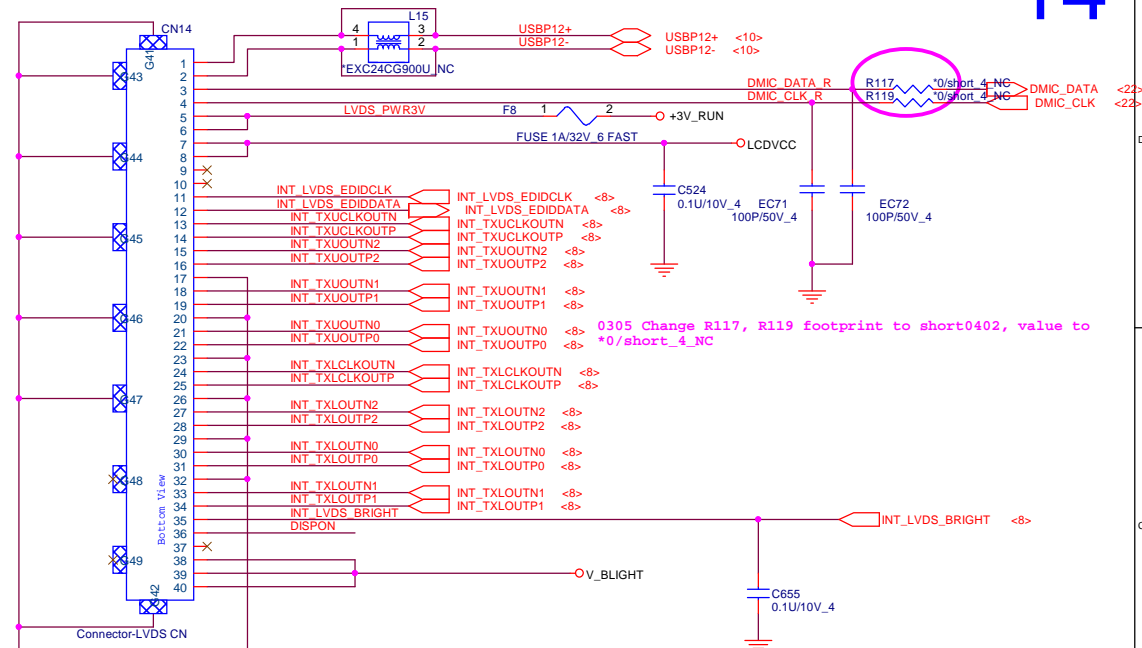 14
CN14
L15
4 3
1 2
*EXC24CG900U_NC
USBP12+ USBP12+ <10>
USBP12- USBP12- <10>
G41
G43
G44
G45
G46
G47
G48
G49
G42
Bottom View
Connector-LVDS CN
1
2
3
4
5
6
7
8
9
10
11
12
13
14
15
16
17
18
19
20
21
22
23
24
25
26
27
28
29
30
31
32
33
34
35
36
37
38
39
40
DMIC_DATA_R R117 *0/short_4_NC DMIC_DATA <22>
DMIC_CLK_R R119 *0/short_4_NC DMIC_CLK <22>
LVDS_PWR3V F8 1 2 +3V_RUN
FUSE 1A/32V_6 FAST
LCDVCC
C524
0.1U/10V_4
EC71
100P/50V_4
EC72
100P/50V_4
INT_LVDS_EDIDCLK INT_LVDS_EDIDCLK <8>
INT_LVDS_EDIDDATA INT_LVDS_EDIDDATA <8>
INT_TXUCLKOUTN INT_TXUCLKOUTN <8>
INT_TXUCLKOUTP INT_TXUCLKOUTP <8>
INT_TXUOUTN2 INT_TXUOUTN2 <8>
INT_TXUOUTP2 INT_TXUOUTP2 <8>
INT_TXUOUTN1 INT_TXUOUTN1 <8>
INT_TXUOUTP1 INT_TXUOUTP1 <8>
INT_TXUOUTN0 INT_TXUOUTN0 <8>
INT_TXUOUTP0 INT_TXUOUTP0 <8>
0305 Change R117, R119 footprint to short0402, value to
*0/short_4_NC
INT_TXLCLKOUTN INT_TXLCLKOUTN <8>
INT_TXLCLKOUTP INT_TXLCLKOUTP <8>
INT_TXLOUTN2 INT_TXLOUTN2 <8>
INT_TXLOUTP2 INT_TXLOUTP2 <8>
INT_TXLOUTN0 INT_TXLOUTN0 <8>
INT_TXLOUTP0 INT_TXLOUTP0 <8>
INT_TXLOUTN1 INT_TXLOUTN1 <8>
INT_TXLOUTP1 INT_TXLOUTP1 <8>
INT_LVDS_BRIGHT INT_LVDS_BRIGHT <8>
DISPON
V_BLIGHT
C655
0.1U/10V_4